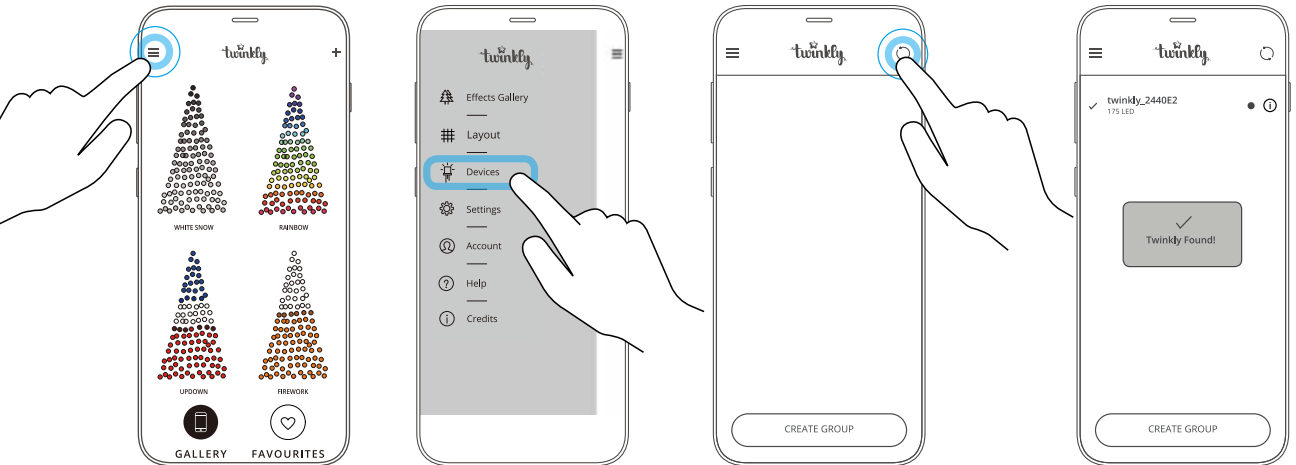 twinkly
WHITE SNOW
RAINBOW
UPDOWN
FIREWORK
GALLERY
FAVOURITES
twinkly
Effects Gallery
Layout
Devices
Settings
Account
Help
Credits
twinkly
CREATE GROUP
twinkly
twinkly_2440E2
175 LED
Twinkly Found!
CREATE GROUP